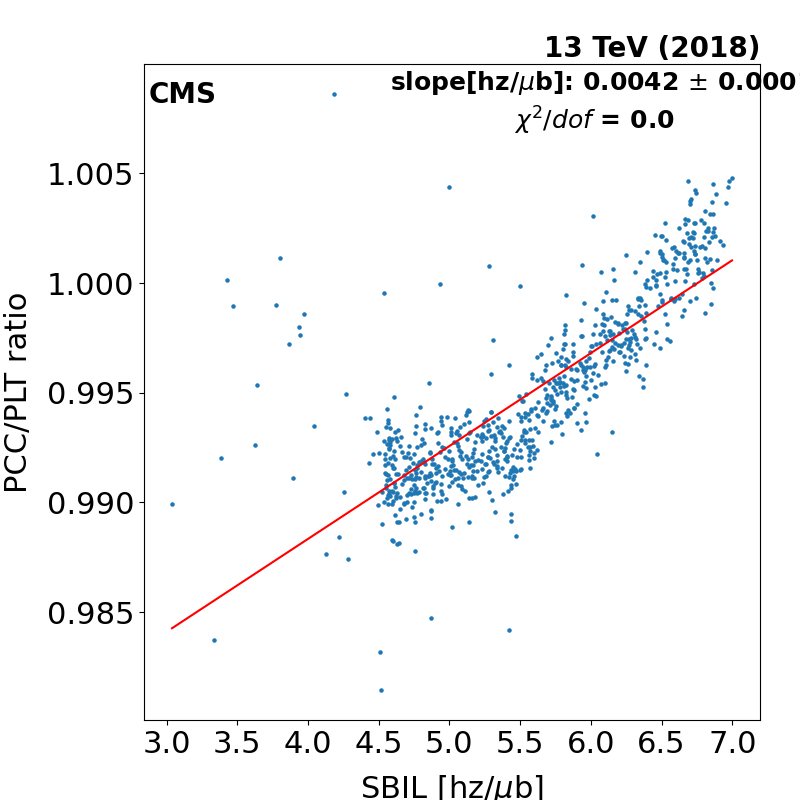 13 TeV (2018)
CMS
slope[hz/μb]: 0.0042 ± 0.000
χ²/dof = 0.0
PCC/PLT ratio
1.005
1.000
0.995
0.990
0.985
3.0 3.5 4.0 4.5 5.0 5.5 6.0 6.5 7.0
SBIL [hz/μb]